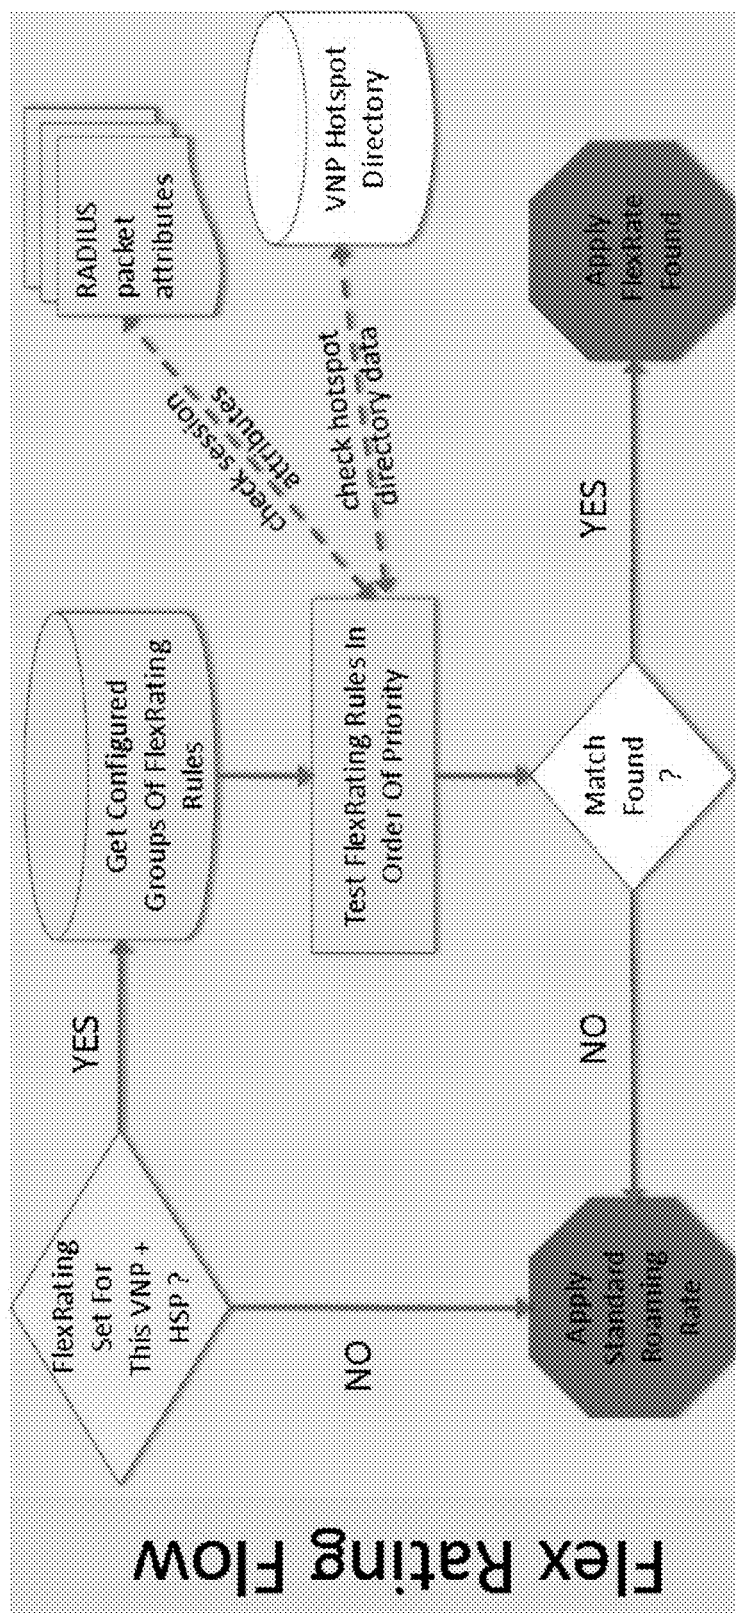 Flex Rating Flow
FlexRating
Set For
This VNP +
HSP ?
YES
NO
Get Configured
Groups Of FlexRating
Rules
RADIUS
packet
attributes
check session
attributes
VNP Hotspot
Directory
check hotspot
directory data
Test FlexRating Rules In
Order Of Priority
Match
Found
?
NO
YES
Apply
Standard
Roaming
Rate
Apply
FlexRate
Found